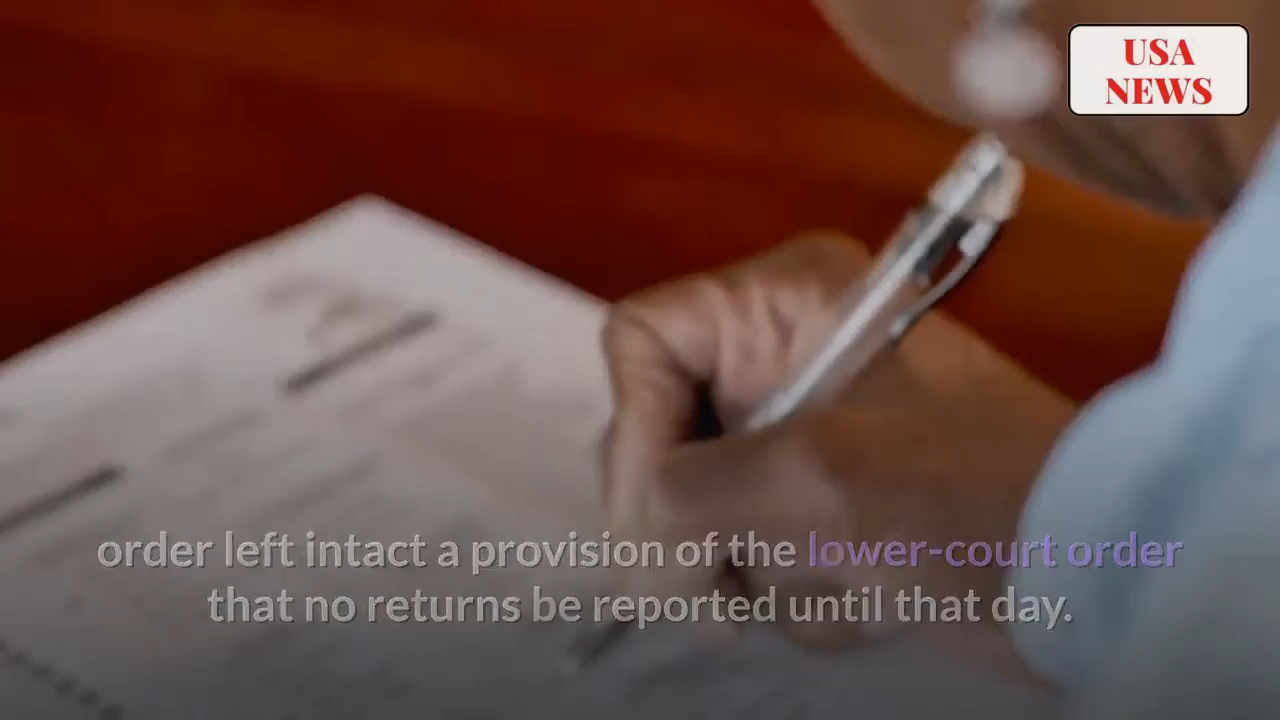 USA
NEWS
order left intact a provision of the lower-court order
that no returns be reported until that day.